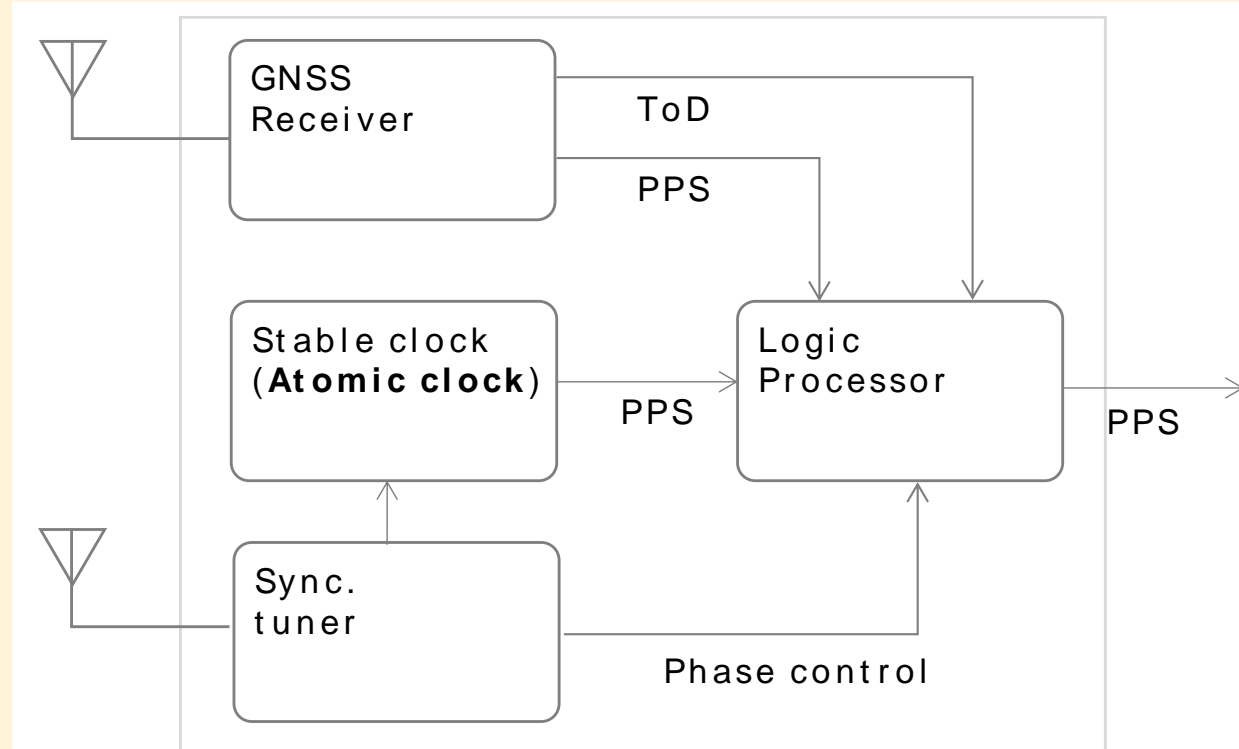 GNSS
Receiver
ToD
PPS
Stable clock
(Atomic clock)
PPS
Logic
Processor
PPS
Sync.
tuner
Phase control